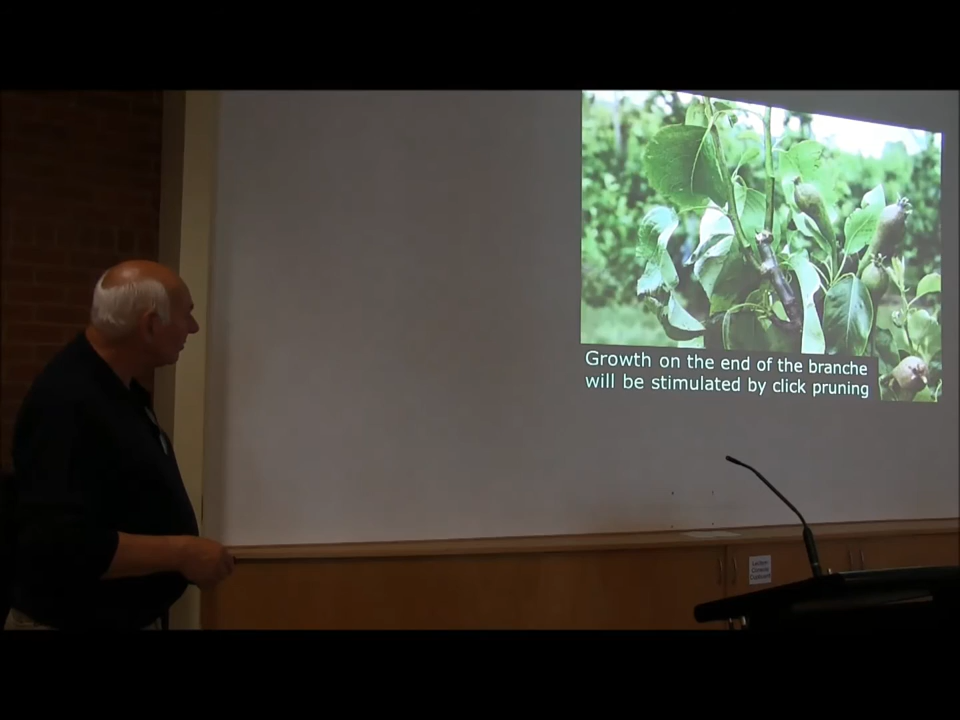 Growth on the end of the branche
will be stimulated by click pruning